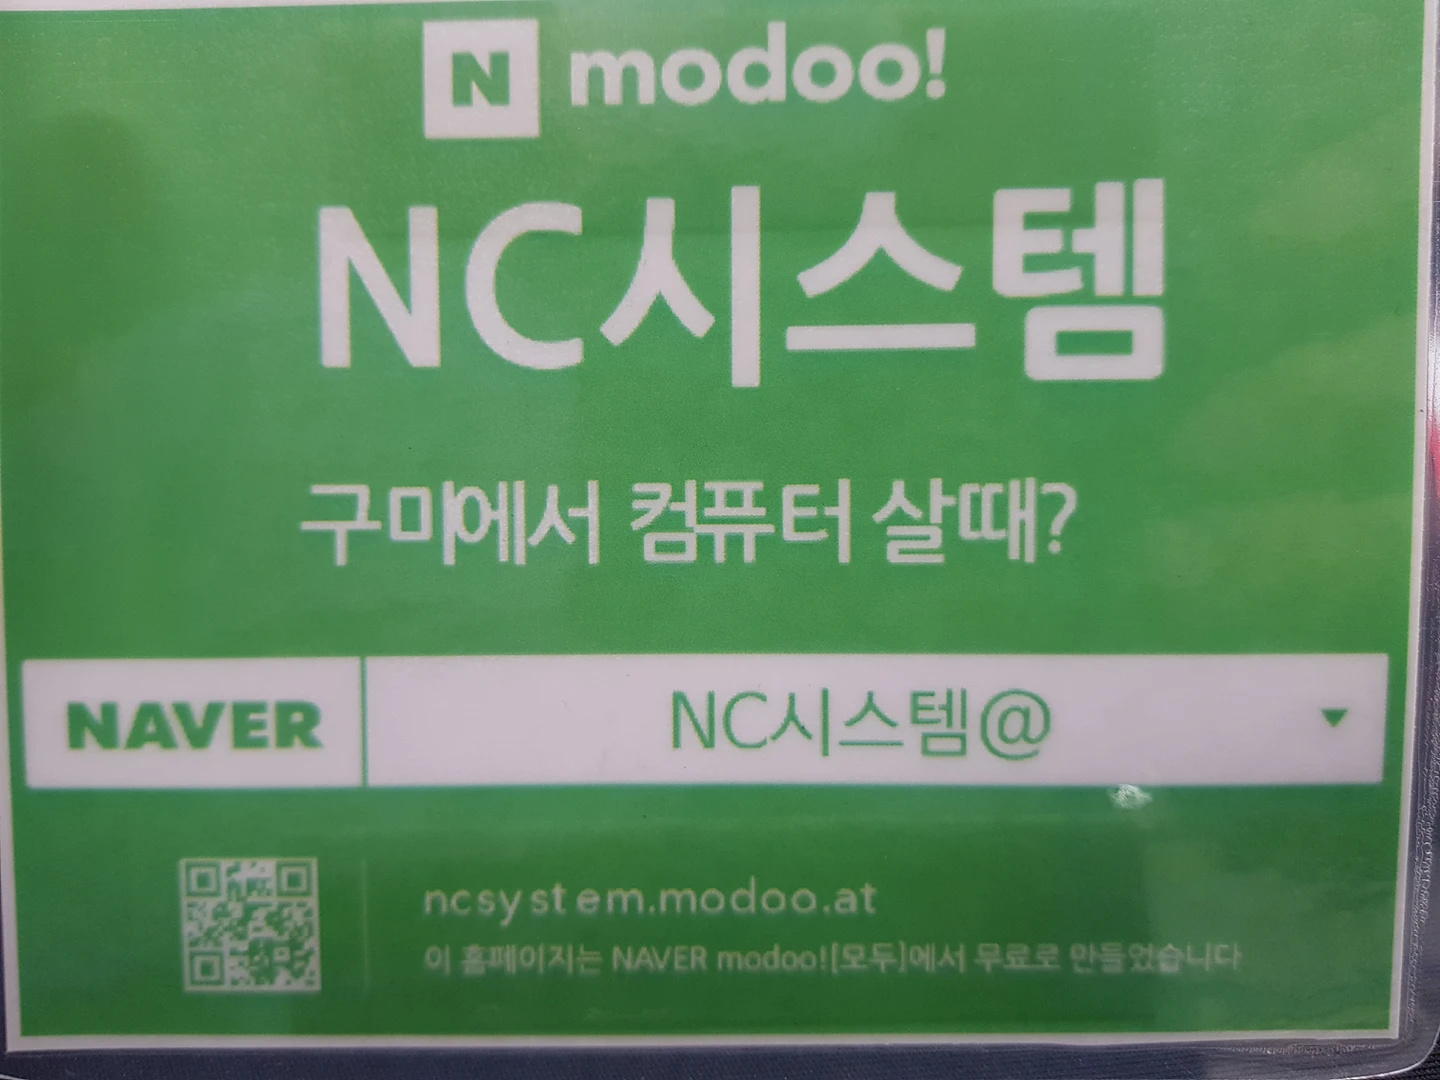 N modoo!
NC시스템
구미에서 컴퓨터 살때?
NAVER NC시스템@
ncsystem.modoo.at
이 홈페이지는 NAVER modoo![모두]에서 무료로 만들었습니다